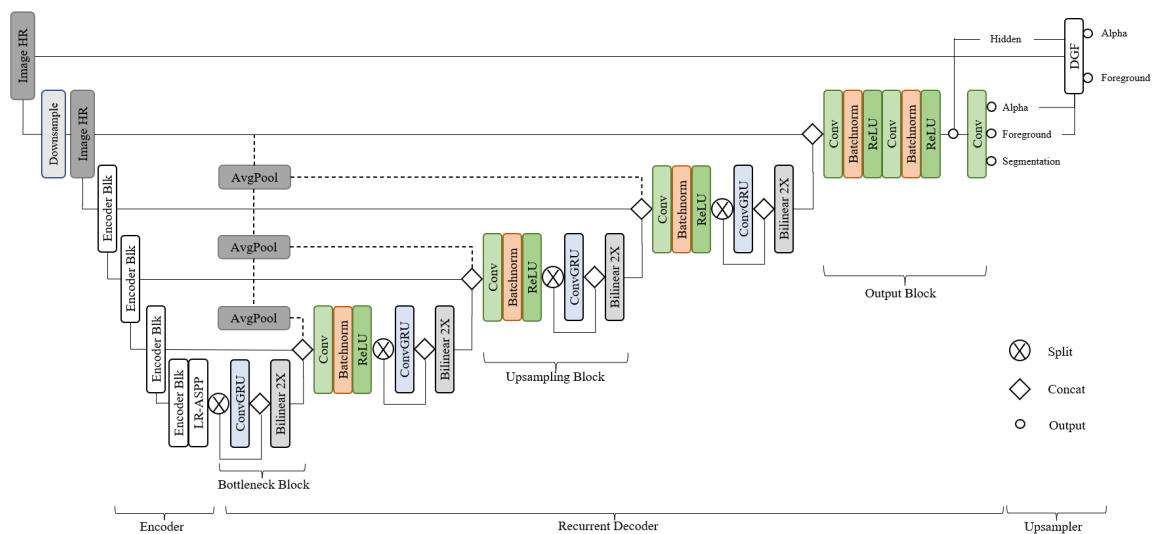 Image HR
Downsample
Image HR
Encoder Blk
Encoder Blk
Encoder Blk
Encoder Blk
LR-ASPP
ConvGRU
Bilinear 2X
Bottleneck Block
AvgPool
AvgPool
AvgPool
Conv
Batchnorm
ReLU
ConvGRU
Bilinear 2X
Conv
Batchnorm
ReLU
ConvGRU
Bilinear 2X
Upsampling Block
Conv
Batchnorm
ReLU
ConvGRU
Bilinear 2X
Conv
Batchnorm
ReLU
Conv
Batchnorm
ReLU
Conv
Output Block
Hidden
DGF
Alpha
Foreground
Alpha
Foreground
Segmentation
Split
Concat
Output
Encoder
Recurrent Decoder
Upsampler